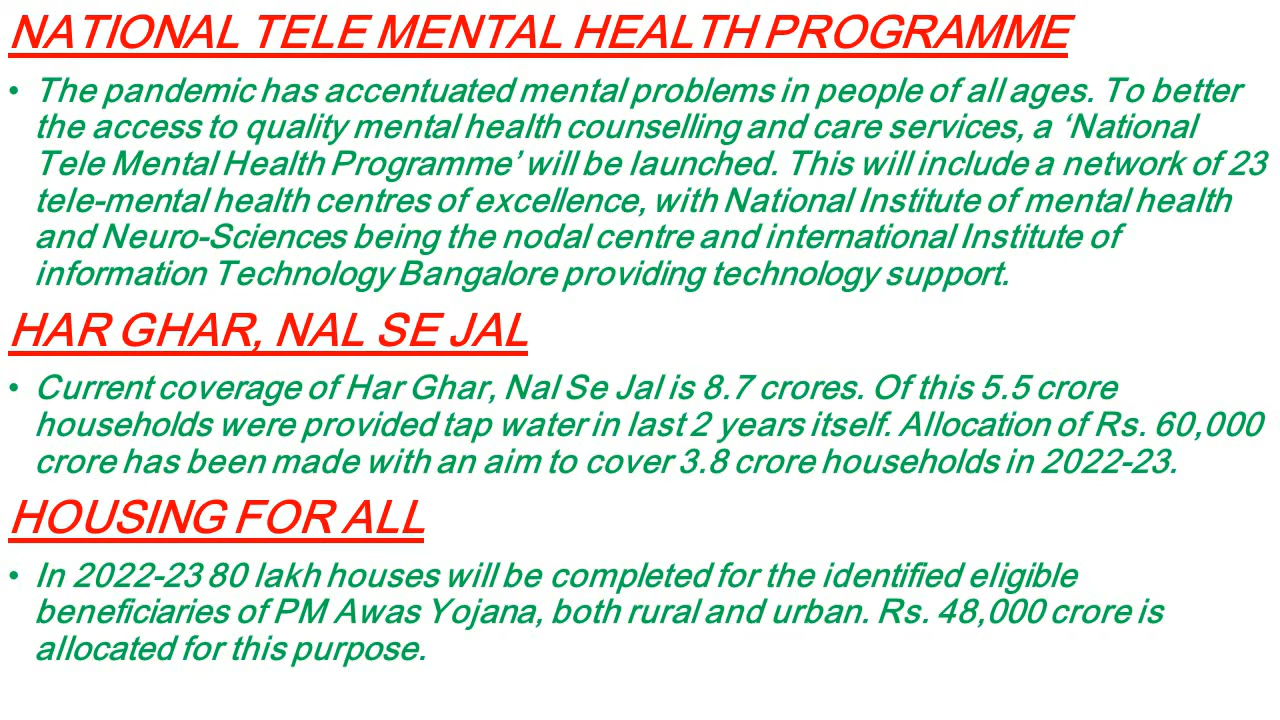 NATIONAL TELE MENTAL HEALTH PROGRAMME
• The pandemic has accentuated mental problems in people of all ages. To better
the access to quality mental health counselling and care services, a ‘National
Tele Mental Health Programme’ will be launched. This will include a network of 23
tele-mental health centres of excellence, with National Institute of mental health
and Neuro-Sciences being the nodal centre and international Institute of
information Technology Bangalore providing technology support.
HAR GHAR, NAL SE JAL
• Current coverage of Har Ghar, Nal Se Jal is 8.7 crores. Of this 5.5 crore
households were provided tap water in last 2 years itself. Allocation of Rs. 60,000
crore has been made with an aim to cover 3.8 crore households in 2022-23.
HOUSING FOR ALL
• In 2022-23 80 lakh houses will be completed for the identified eligible
beneficiaries of PM Awas Yojana, both rural and urban. Rs. 48,000 crore is
allocated for this purpose.